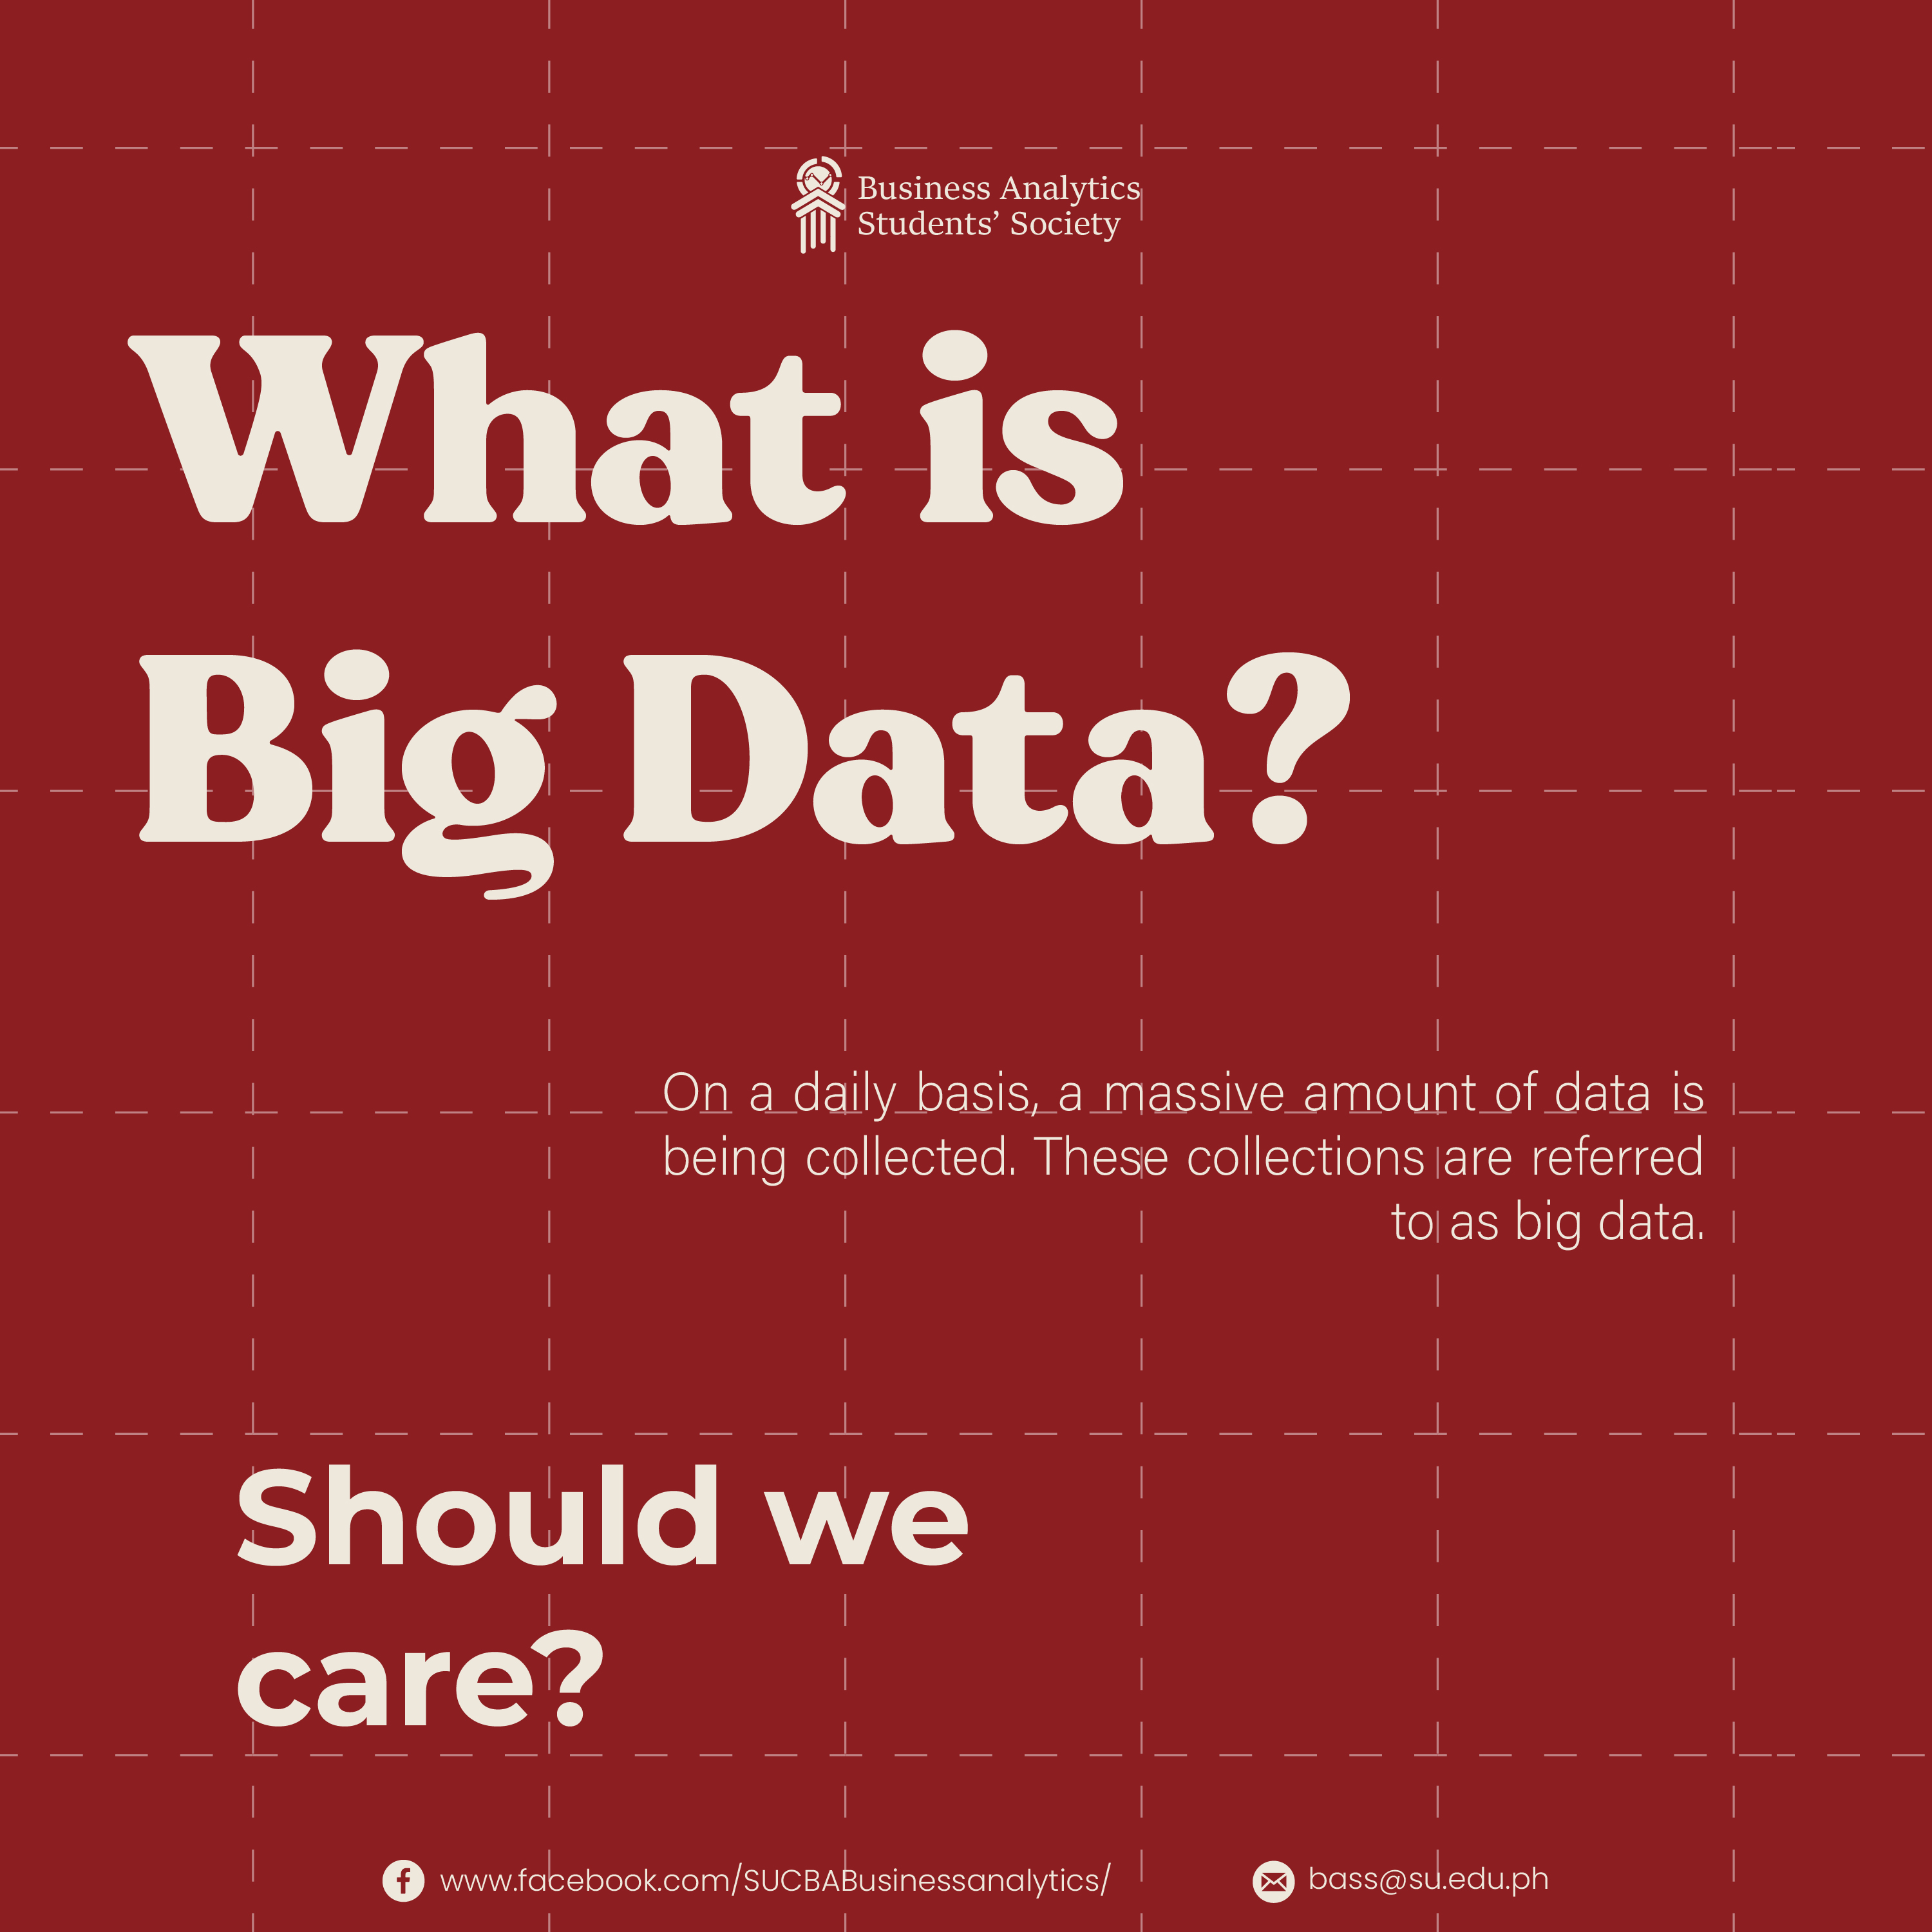 Business Analytics
Students’ Society
What is
Big Data?
On a daily basis, a massive amount of data is
being collected. These collections are referred
to as big data.
Should we
care?
www.facebook.com/SUCBABusinessanalytics/
bass@su.edu.ph